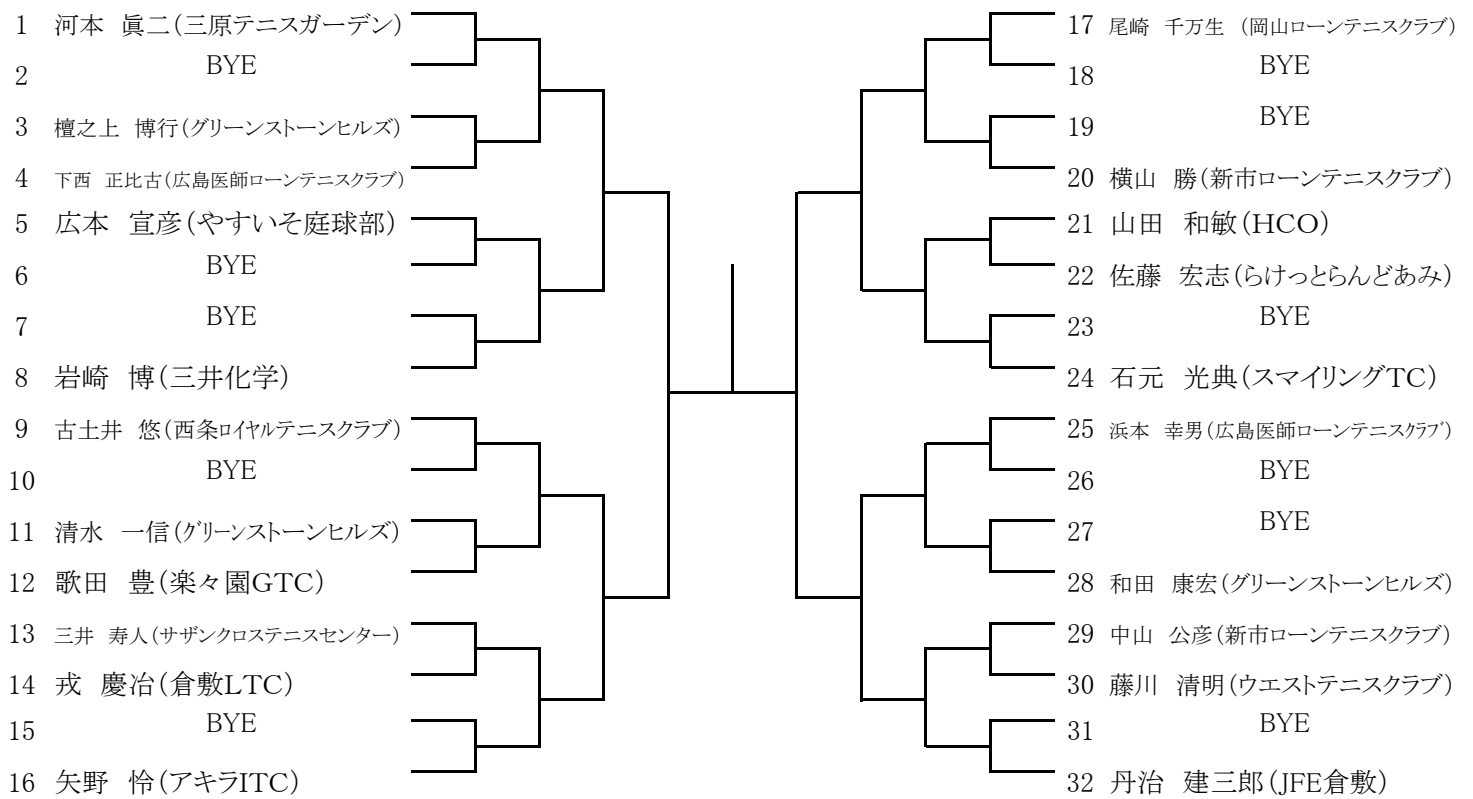 1 河本 眞二(三原テニスガーデン)
2 BYE
3 檀之上 博行(グリーンストーンヒルズ)
4 下西 正比古(広島医師ローンテニスクラブ)
5 広本 宣彦(やすいそ庭球部)
6 BYE
7 BYE
8 岩崎 博(三井化学)
9 古土井 悠(西条ロイヤルテニスクラブ)
10 BYE
11 清水 一信(グリーンストーンヒルズ)
12 歌田 豊(楽々園GTC)
13 三井 寿人(サザンクロステニスセンター)
14 戎 慶冶(倉敷LTC)
15 BYE
16 矢野 怜(アキラITC)
17 尾崎 千万生 (岡山ローンテニスクラブ)
18 BYE
19 BYE
20 横山 勝(新市ローンテニスクラブ)
21 山田 和敏(HCO)
22 佐藤 宏志(らけっとらんどあみ)
23 BYE
24 石元 光典(スマイリングTC)
25 浜本 幸男(広島医師ローンテニスクラブ)
26 BYE
27 BYE
28 和田 康宏(グリーンストーンヒルズ)
29 中山 公彦(新市ローンテニスクラブ)
30 藤川 清明(ウエストテニスクラブ)
31 BYE
32 丹治 建三郎(JFE倉敷)